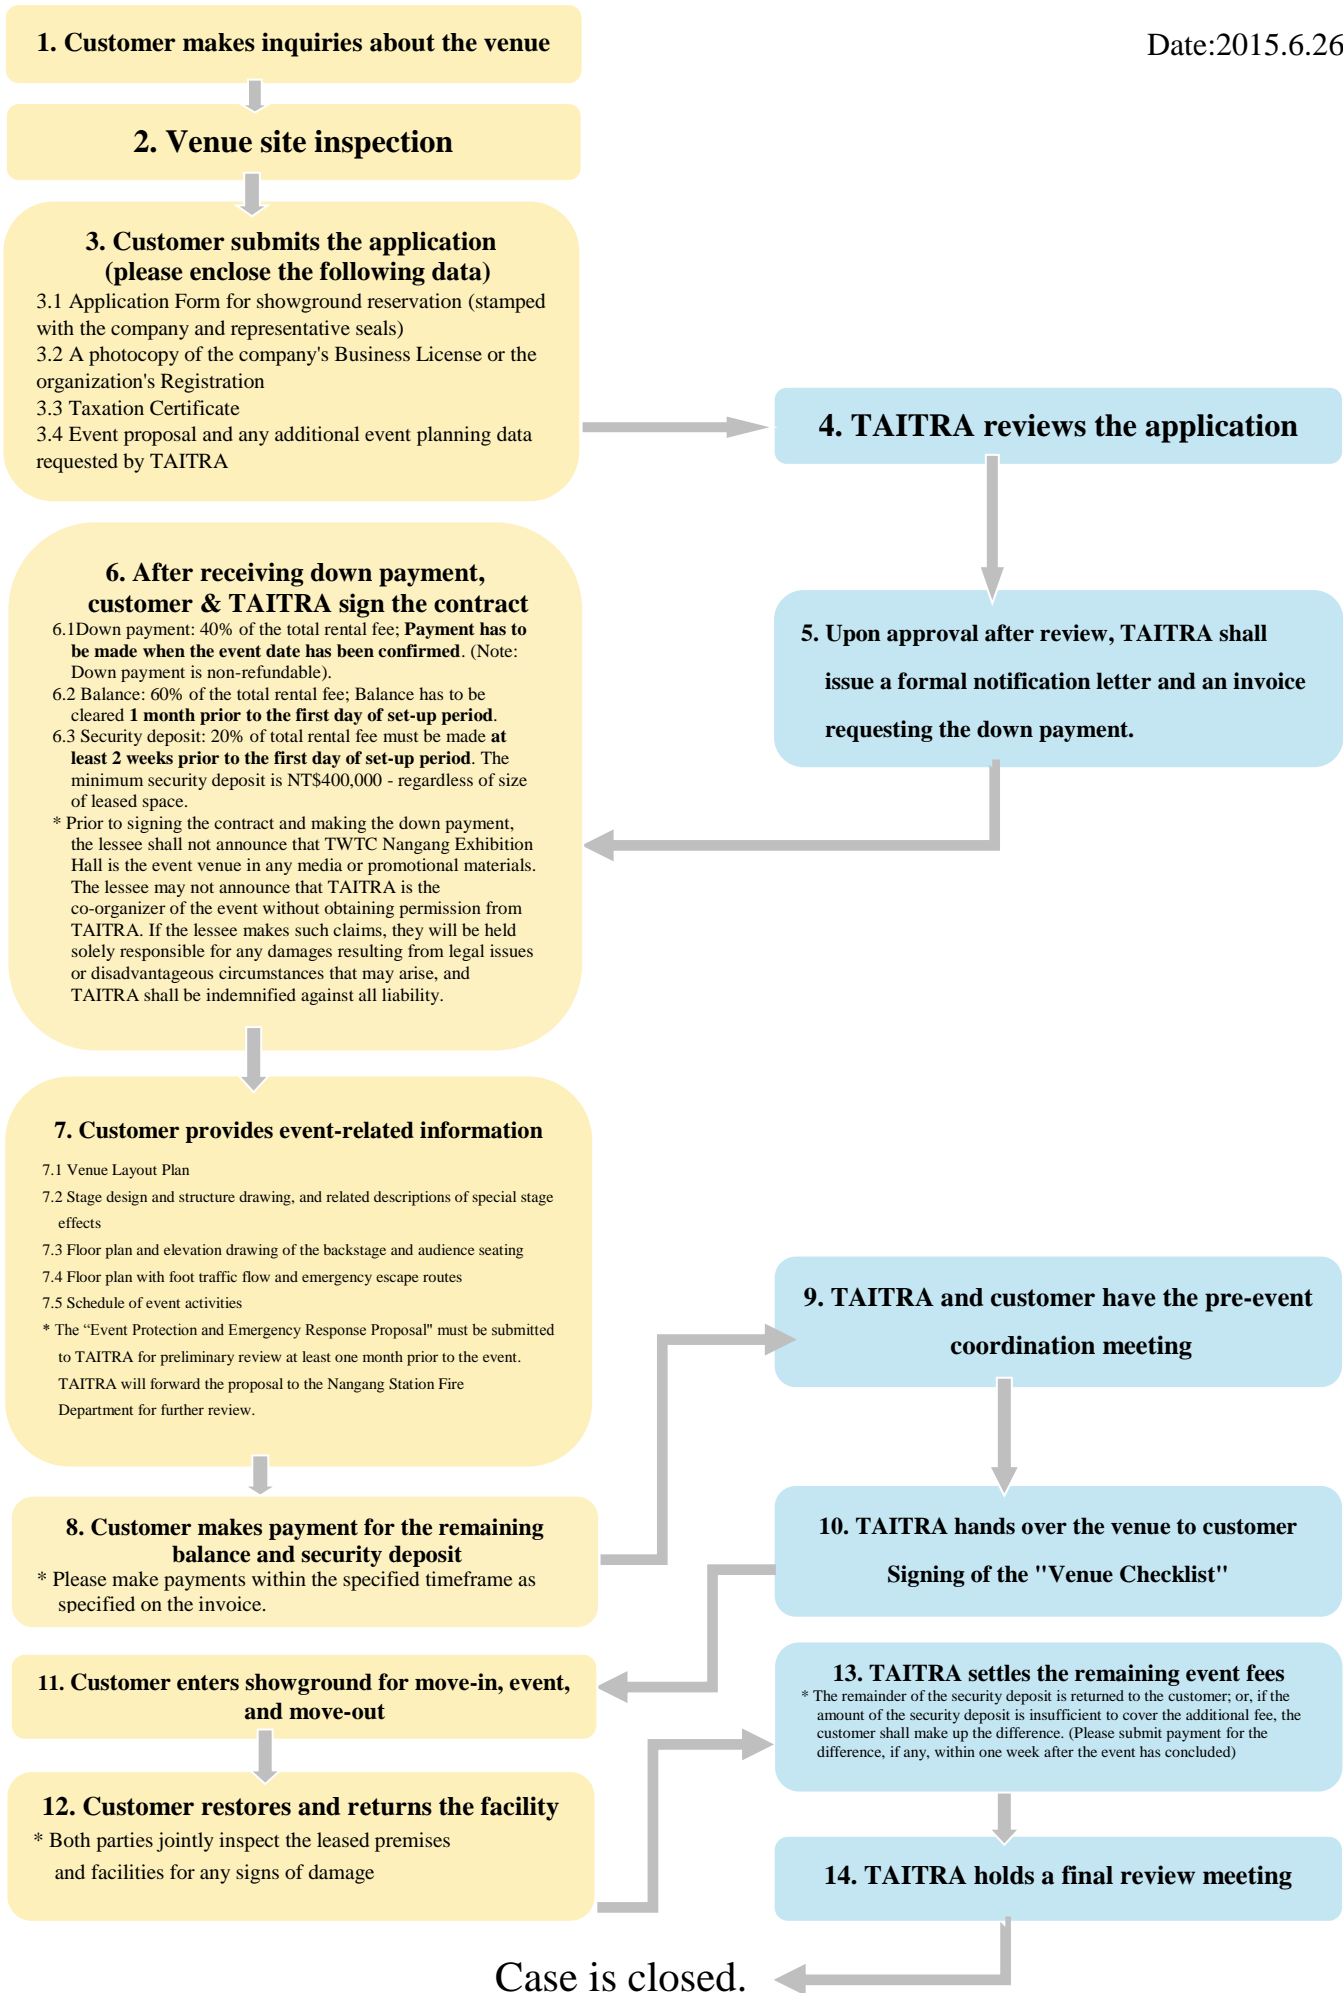 1. Customer makes inquiries about the venue
Date:2015.6.26
2. Venue site inspection
3. Customer submits the application
(please enclose the following data)
3.1 Application Form for showground reservation (stamped
with the company and representative seals)
3.2 A photocopy of the company's Business License or the
organization's Registration
3.3 Taxation Certificate
3.4 Event proposal and any additional event planning data
requested by TAITRA
4. TAITRA reviews the application
5. Upon approval after review, TAITRA shall
issue a formal notification letter and an invoice
requesting the down payment.
6. After receiving down payment,
customer & TAITRA sign the contract
6.1Down payment: 40% of the total rental fee; Payment has to
be made when the event date has been confirmed. (Note:
Down payment is non-refundable).
6.2 Balance: 60% of the total rental fee; Balance has to be
cleared 1 month prior to the first day of set-up period.
6.3 Security deposit: 20% of total rental fee must be made at
least 2 weeks prior to the first day of set-up period. The
minimum security deposit is NT$400,000 - regardless of size
of leased space.
* Prior to signing the contract and making the down payment,
the lessee shall not announce that TWTC Nangang Exhibition
Hall is the event venue in any media or promotional materials.
The lessee may not announce that TAITRA is the
co-organizer of the event without obtaining permission from
TAITRA. If the lessee makes such claims, they will be held
solely responsible for any damages resulting from legal issues
or disadvantageous circumstances that may arise, and
TAITRA shall be indemnified against all liability.
7. Customer provides event-related information
7.1 Venue Layout Plan
7.2 Stage design and structure drawing, and related descriptions of special stage
effects
7.3 Floor plan and elevation drawing of the backstage and audience seating
7.4 Floor plan with foot traffic flow and emergency escape routes
7.5 Schedule of event activities
* The “Event Protection and Emergency Response Proposal" must be submitted
to TAITRA for preliminary review at least one month prior to the event.
TAITRA will forward the proposal to the Nangang Station Fire
Department for further review.
8. Customer makes payment for the remaining
balance and security deposit
* Please make payments within the specified timeframe as
specified on the invoice.
9. TAITRA and customer have the pre-event
coordination meeting
10. TAITRA hands over the venue to customer
Signing of the "Venue Checklist"
11. Customer enters showground for move-in, event,
and move-out
12. Customer restores and returns the facility
* Both parties jointly inspect the leased premises
and facilities for any signs of damage
13. TAITRA settles the remaining event fees
* The remainder of the security deposit is returned to the customer; or, if the
amount of the security deposit is insufficient to cover the additional fee, the
customer shall make up the difference. (Please submit payment for the
difference, if any, within one week after the event has concluded)
14. TAITRA holds a final review meeting
Case is closed.